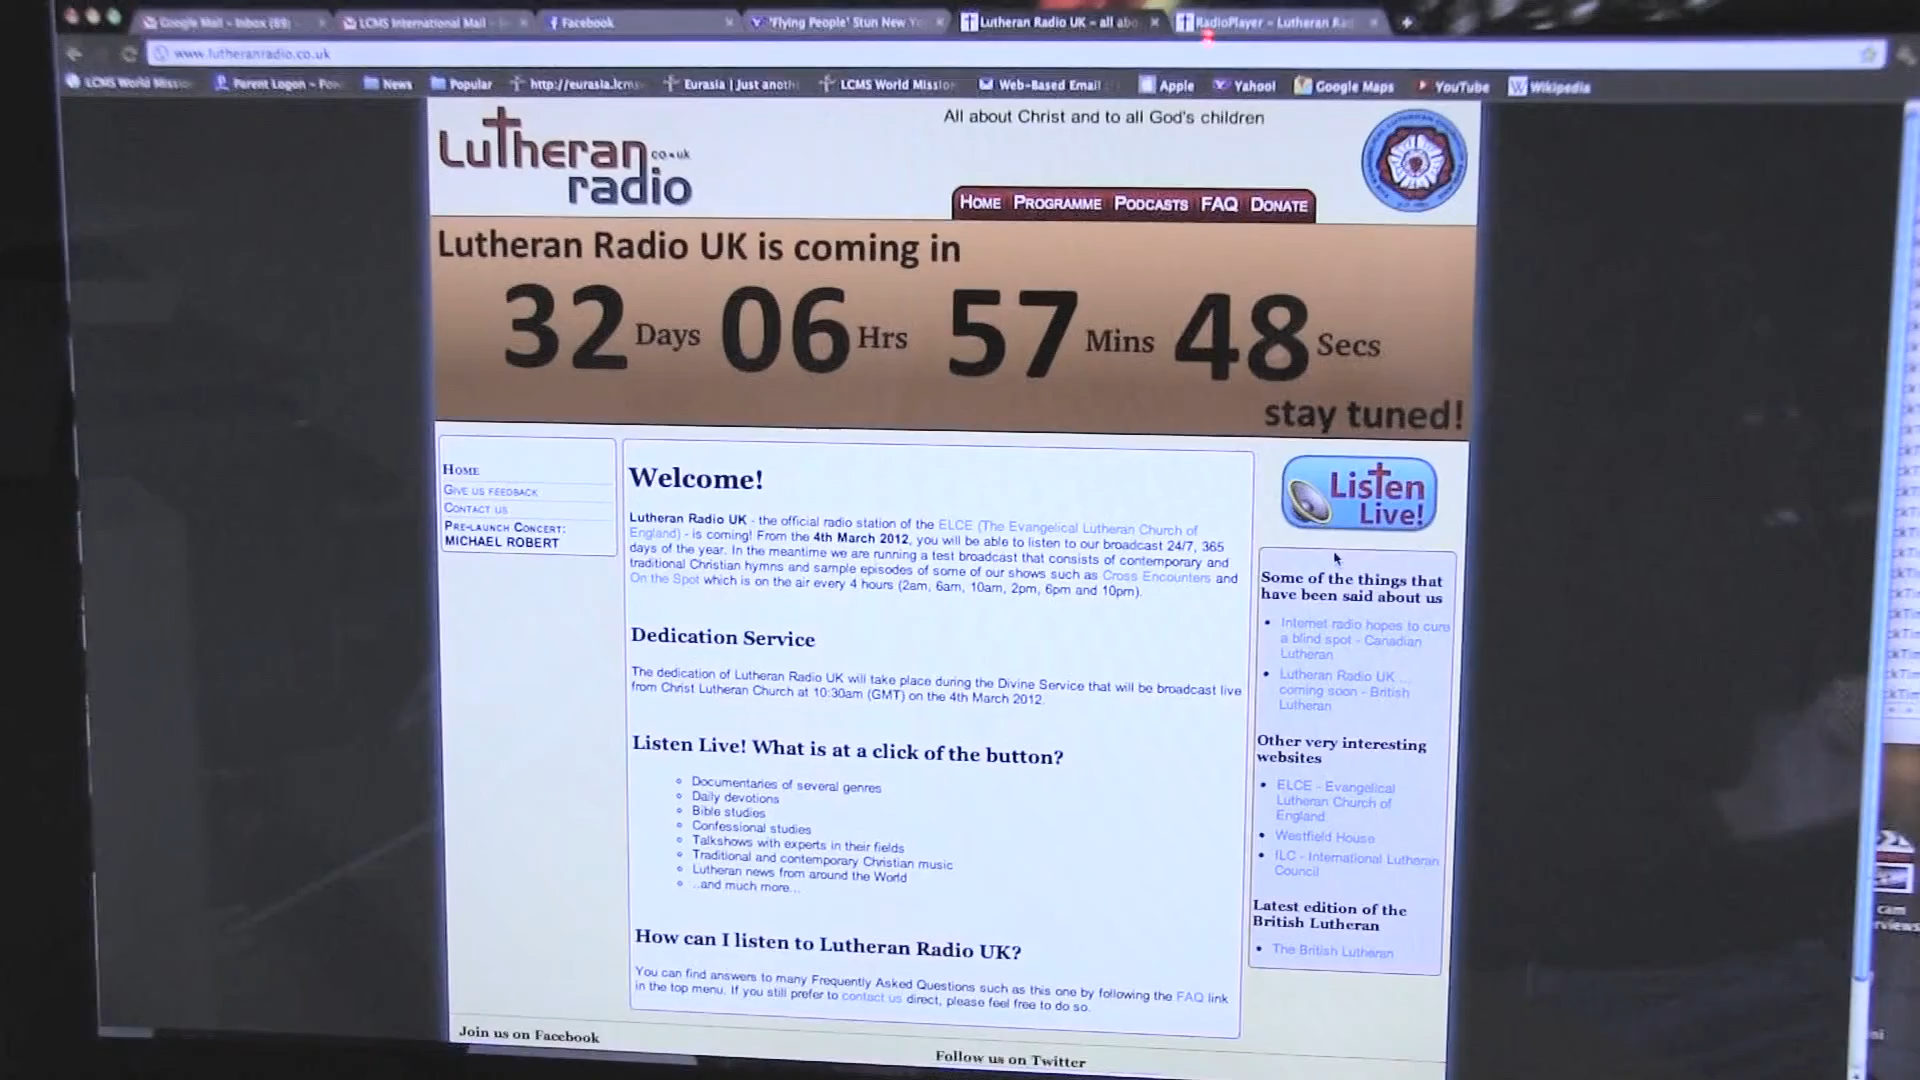 Google Mail - Inbox (89)
LCMS International Mail -
Facebook
'Flying People' Stun New Y
Lutheran Radio UK - all abo
RadioPlayer - Lutheran Rad
www.lutheranradio.co.uk
LCMS World Missio
Parent Logon - Pow
News
Popular
http://eurasia.lcms
Eurasia | Just anoth
LCMS World Mission
Web-Based Email
Apple
Yahoo!
Google Maps
YouTube
Wikipedia
Lutheran
co.uk
radio
All about Christ and to all God's children
Home Programme Podcasts FAQ Donate
Lutheran Radio UK is coming in
32 Days 06 Hrs 57 Mins 48 Secs
stay tuned!
Home
Give us feedback
Contact us
Pre-launch Concert:
MICHAEL ROBERT
Welcome!
Lutheran Radio UK - the official radio station of the ELCE (The Evangelical Lutheran Church of
England) - is coming! From the 4th March 2012, you will be able to listen to our broadcast 24/7, 365
days of the year. In the meantime we are running a test broadcast that consists of contemporary and
traditional Christian hymns and sample episodes of some of our shows such as Cross Encounters and
On the Spot which is on the air every 4 hours (2am, 6am, 10am, 2pm, 6pm and 10pm).
Dedication Service
The dedication of Lutheran Radio UK will take place during the Divine Service that will be broadcast live
from Christ Lutheran Church at 10:30am (GMT) on the 4th March 2012.
Listen Live! What is at a click of the button?
Documentaries of several genres
Daily devotions
Bible studies
Confessional studies
Talkshows with experts in their fields
Traditional and contemporary Christian music
Lutheran news from around the World
..and much more...
How can I listen to Lutheran Radio UK?
You can find answers to many Frequently Asked Questions such as this one by following the FAQ link
in the top menu. If you still prefer to contact us direct, please feel free to do so.
Listen
Live!
Some of the things that
have been said about us
Internet radio hopes to cure
a blind spot - Canadian
Lutheran
Lutheran Radio UK ...
coming soon - British
Lutheran
Other very interesting
websites
ELCE - Evangelical
Lutheran Church of
England
Westfield House
ILC - International Lutheran
Council
Latest edition of the
British Lutheran
The British Lutheran
Join us on Facebook
Follow us on Twitter
cam